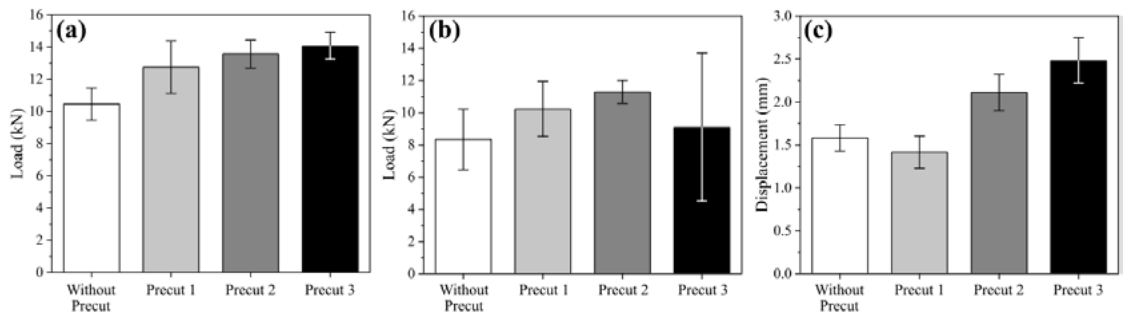 (a)
Load (kN)
16
14
12
10
8
6
4
2
0
Without
Precut
Precut 1
Precut 2
Precut 3
(b)
Load (kN)
16
14
12
10
8
6
4
2
0
Without
Precut
Precut 1
Precut 2
Precut 3
(c)
Displacement (mm)
3.0
2.5
2.0
1.5
1.0
0.5
0.0
Without
Precut
Precut 1
Precut 2
Precut 3